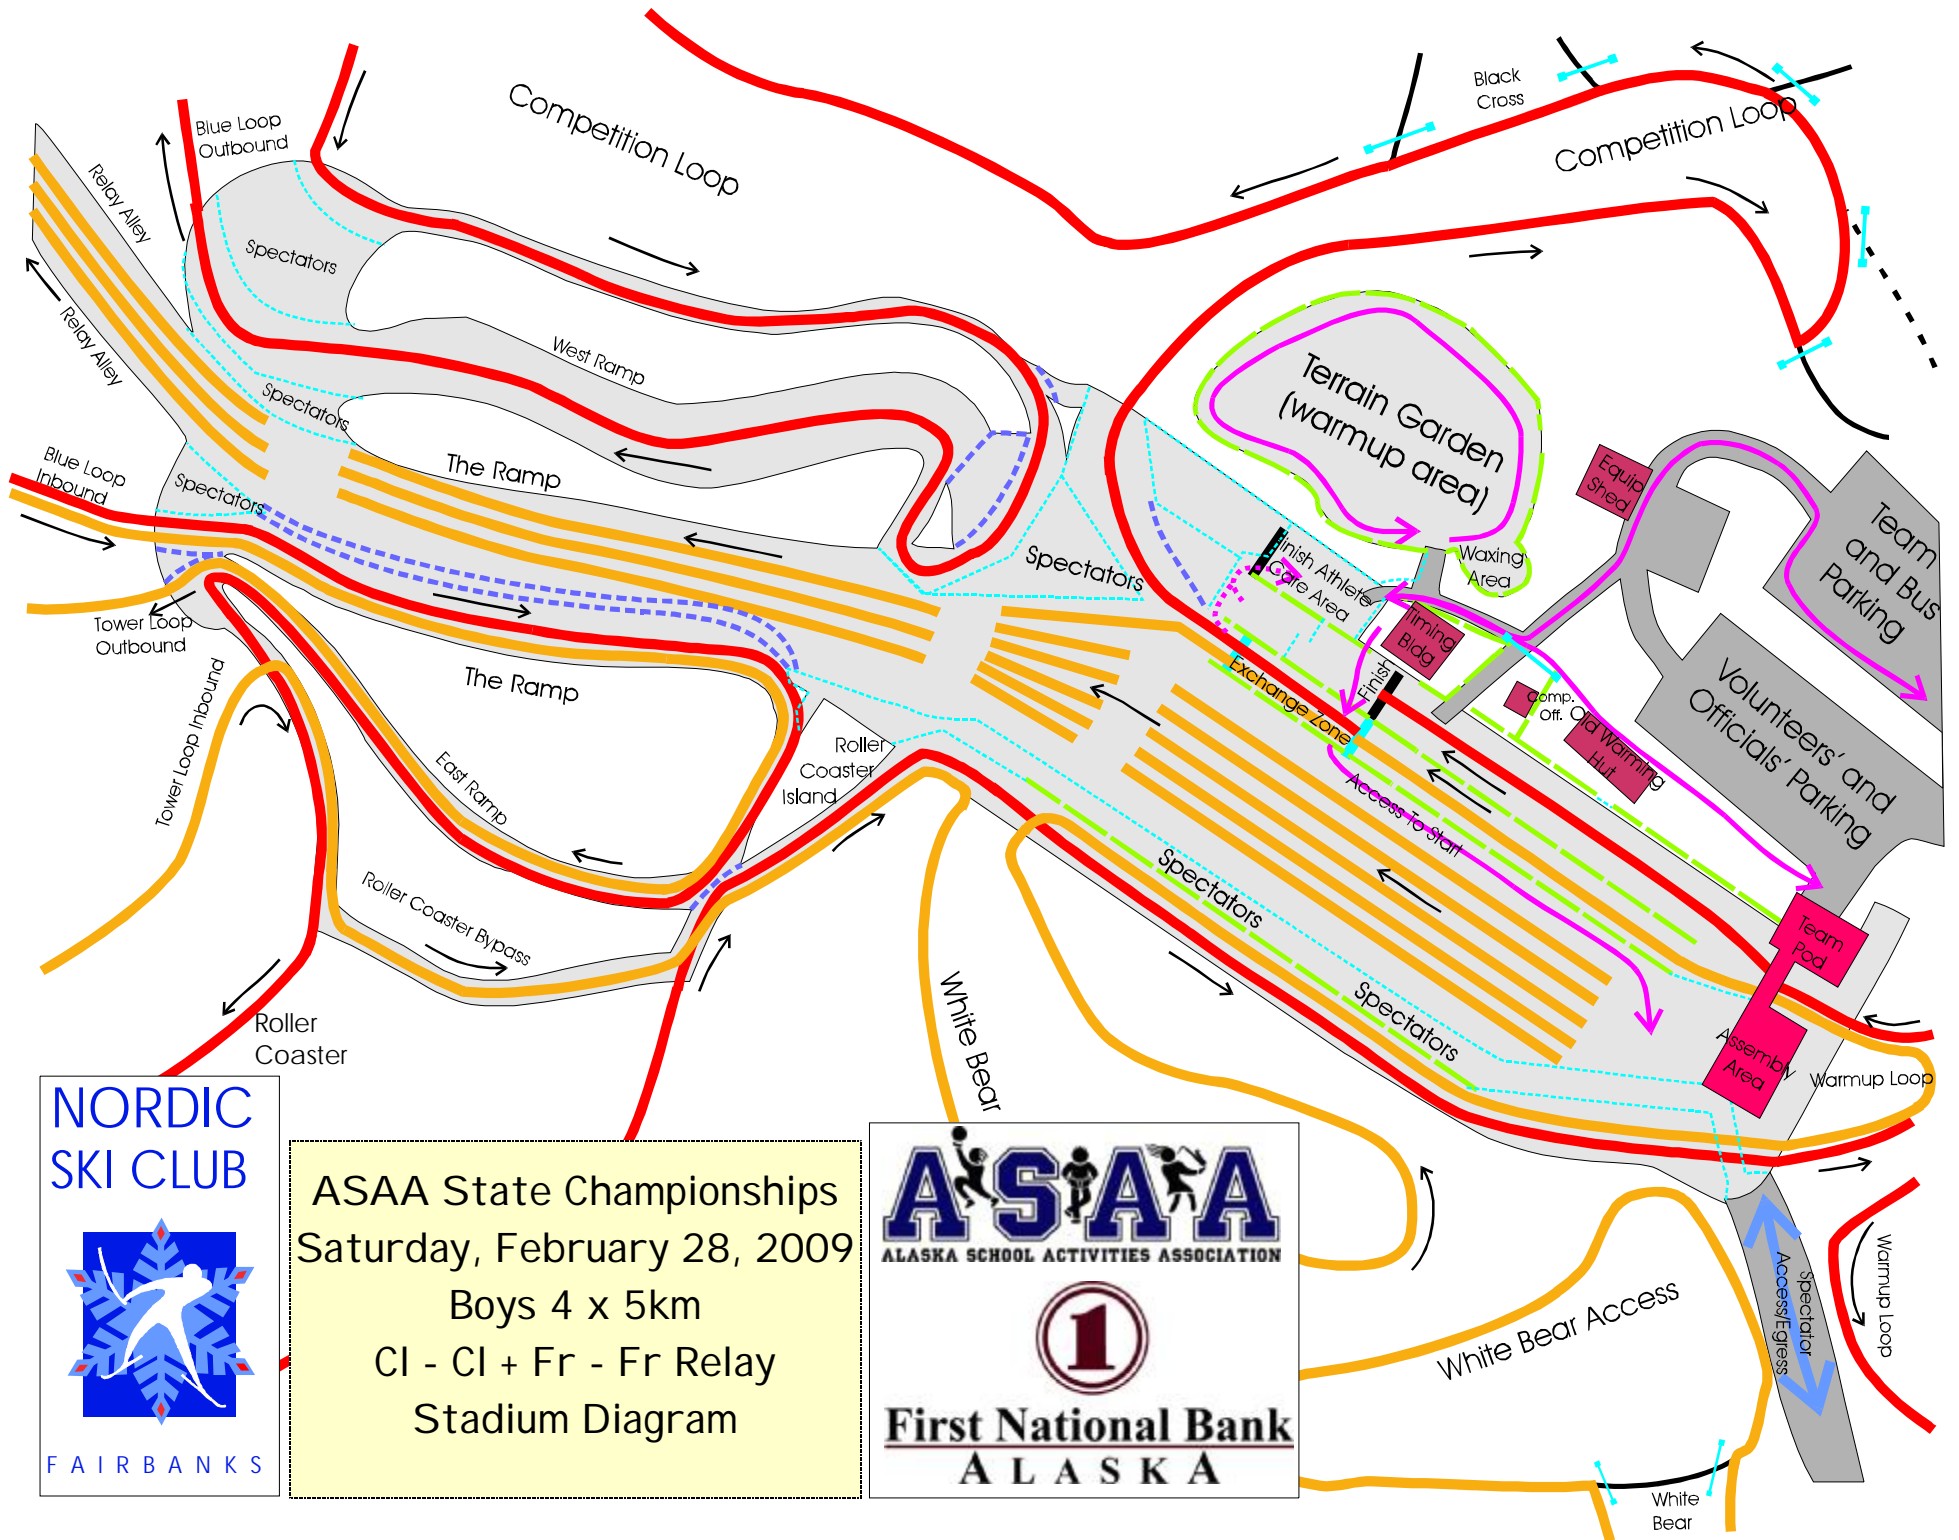 Competition Loop
Black
Cross
Competition Loop
Blue Loop
Outbound
Relay Alley
Spectators
Relay Alley
West Ramp
Spectators
Terrain Garden
(warmup area)
Equip
Shed
Team
and Bus
Parking
Blue Loop
Inbound
Spectators
The Ramp
Waxing
Area
Spectators
Finish Athlete
Care Area
Timing
Bldg
Tower Loop
Outbound
The Ramp
Exchange Zone
Finish
Volunteers' and
Officials' Parking
Comp.
Off.
Old Warming
Hut
Tower Loop Inbound
East Ramp
Roller
Coaster
Island
Access To Start
Roller Coaster Bypass
Spectators
Team
Pod
White Bear
Spectators
Roller
Coaster
Assembly
Area
Warmup Loop
NORDIC
SKI CLUB
FAIRBANKS
ASAA State Championships
Saturday, February 28, 2009
Boys 4 x 5km
Cl - Cl + Fr - Fr Relay
Stadium Diagram
ASAA
ALASKA SCHOOL ACTIVITIES ASSOCIATION
1
First National Bank
ALASKA
White Bear Access
Spectator
Access/Egress
Warmup Loop
White
Bear